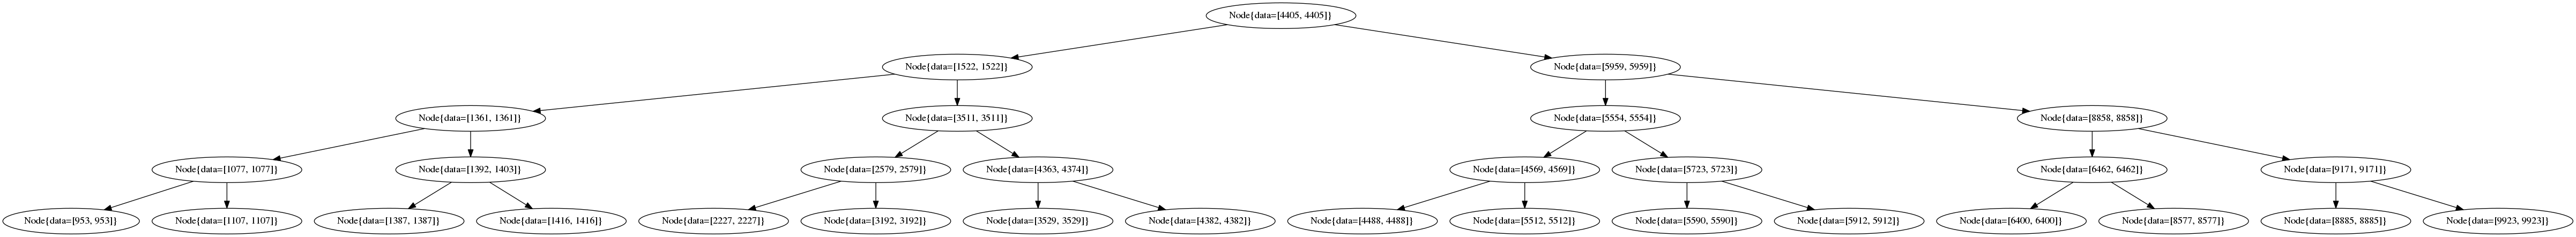 Node{data=[4405, 4405]}
Node{data=[1522, 1522]}
Node{data=[5959, 5959]}
Node{data=[1361, 1361]}
Node{data=[3511, 3511]}
Node{data=[5554, 5554]}
Node{data=[8858, 8858]}
Node{data=[1077, 1077]}
Node{data=[1392, 1403]}
Node{data=[2579, 2579]}
Node{data=[4363, 4374]}
Node{data=[4569, 4569]}
Node{data=[5723, 5723]}
Node{data=[6462, 6462]}
Node{data=[9171, 9171]}
Node{data=[953, 953]}
Node{data=[1107, 1107]}
Node{data=[1387, 1387]}
Node{data=[1416, 1416]}
Node{data=[2227, 2227]}
Node{data=[3192, 3192]}
Node{data=[3529, 3529]}
Node{data=[4382, 4382]}
Node{data=[4488, 4488]}
Node{data=[5512, 5512]}
Node{data=[5590, 5590]}
Node{data=[5912, 5912]}
Node{data=[6400, 6400]}
Node{data=[8577, 8577]}
Node{data=[8885, 8885]}
Node{data=[9923, 9923]}